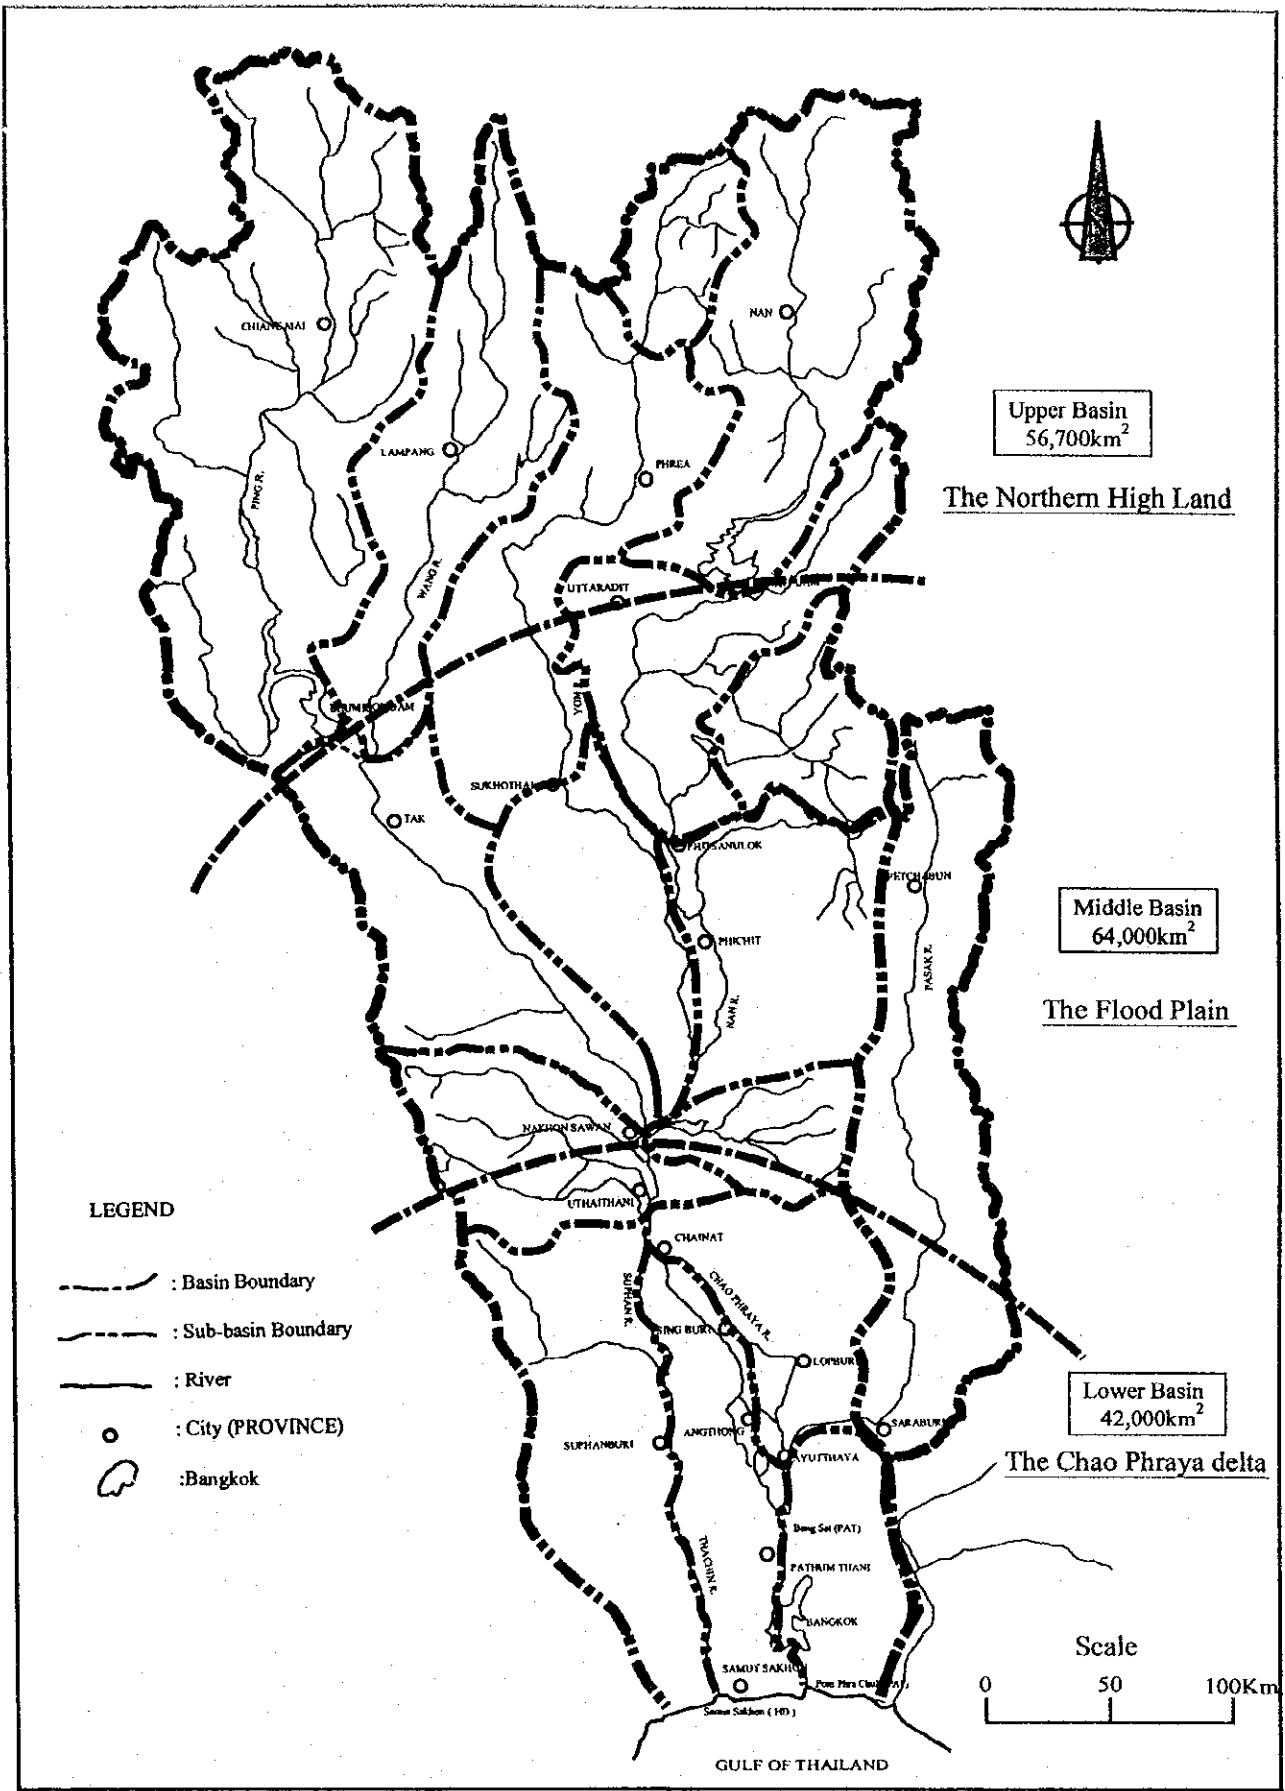 CHIANG MAI
NAN
Upper Basin
56,700km²
LAMPANG
PHREA
The Northern High Land
PING R.
WANG R.
UTTARADIT
YOM R.
SUKHOTHAI
TAK
PHITSANULOK
PETCHABUN
Middle Basin
64,000km²
PHICHIT
PASAK R.
NAN R.
The Flood Plain
NAKHON SAWAN
UTHAITHANI
LEGEND
: Basin Boundary
: Sub-basin Boundary
: River
: City (PROVINCE)
:Bangkok
CHAINAT
SUPHAN R.
CHAO PHRAYA R.
SING BURI
LOPBURI
Lower Basin
42,000km²
SARABURI
ANGTHONG
SUPHANBURI
AYUTTHAYA
The Chao Phraya delta
THACHIN R.
PATHUM THANI
BANGKOK
Scale
SAMUT SAKHON
0 50 100Km
Samut Sakhon ( HD )
GULF OF THAILAND